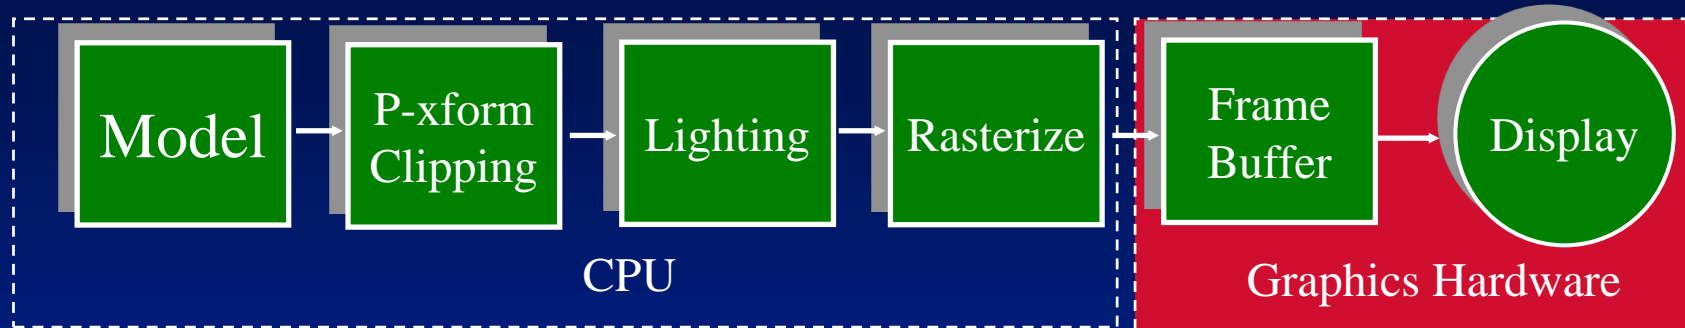 Model
P-xform
Clipping
Lighting
Rasterize
Frame
Buffer
Display
CPU
Graphics Hardware